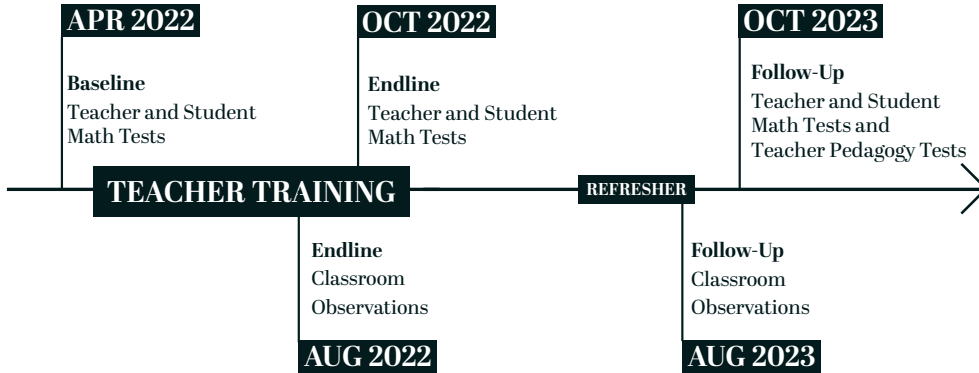 APR 2022
Baseline
Teacher and Student
Math Tests
OCT 2022
Endline
Teacher and Student
Math Tests
OCT 2023
Follow-Up
Teacher and Student
Math Tests and
Teacher Pedagogy Tests
TEACHER TRAINING
REFRESHER
Endline
Classroom
Observations
AUG 2022
Follow-Up
Classroom
Observations
AUG 2023